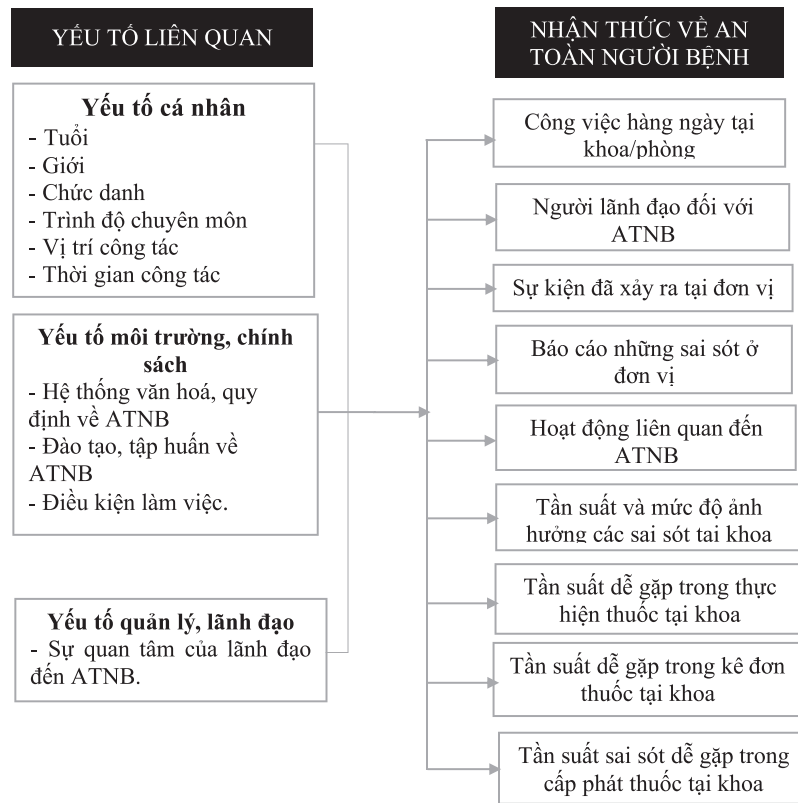 YẾU TỐ LIÊN QUAN
Yếu tố cá nhân
- Tuổi
- Giới
- Chức danh
- Trình độ chuyên môn
- Vị trí công tác
- Thời gian công tác
Yếu tố môi trường, chính
sách
- Hệ thống văn hoá, quy
định về ATNB
- Đào tạo, tập huấn về
ATNB
- Điều kiện làm việc.
Yếu tố quản lý, lãnh đạo
- Sự quan tâm của lãnh đạo
đến ATNB.
NHẬN THỨC VỀ AN
TOÀN NGƯỜI BỆNH
Công việc hàng ngày tại
khoa/phòng
Người lãnh đạo đối với
ATNB
Sự kiện đã xảy ra tại đơn vị
Báo cáo những sai sót ở
đơn vị
Hoạt động liên quan đến
ATNB
Tần suất và mức độ ảnh
hưởng các sai sót tại khoa
Tần suất dễ gặp trong thực
hiện thuốc tại khoa
Tần suất dễ gặp trong kê đơn
thuốc tại khoa
Tần suất sai sót dễ gặp trong
cấp phát thuốc tại khoa